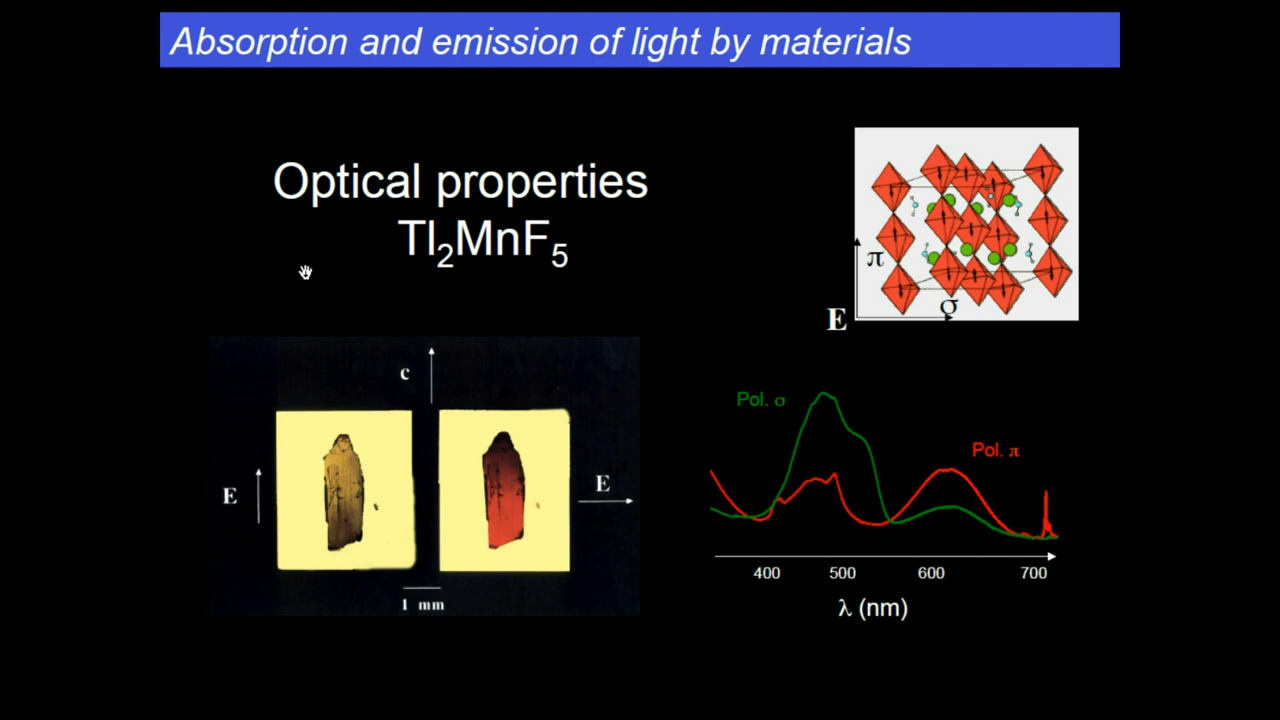 Absorption and emission of light by materials
Optical properties
Tl₂MnF₅
π
σ
E
c
E
E
1 mm
Pol. σ
Pol. π
400 500 600 700
λ (nm)